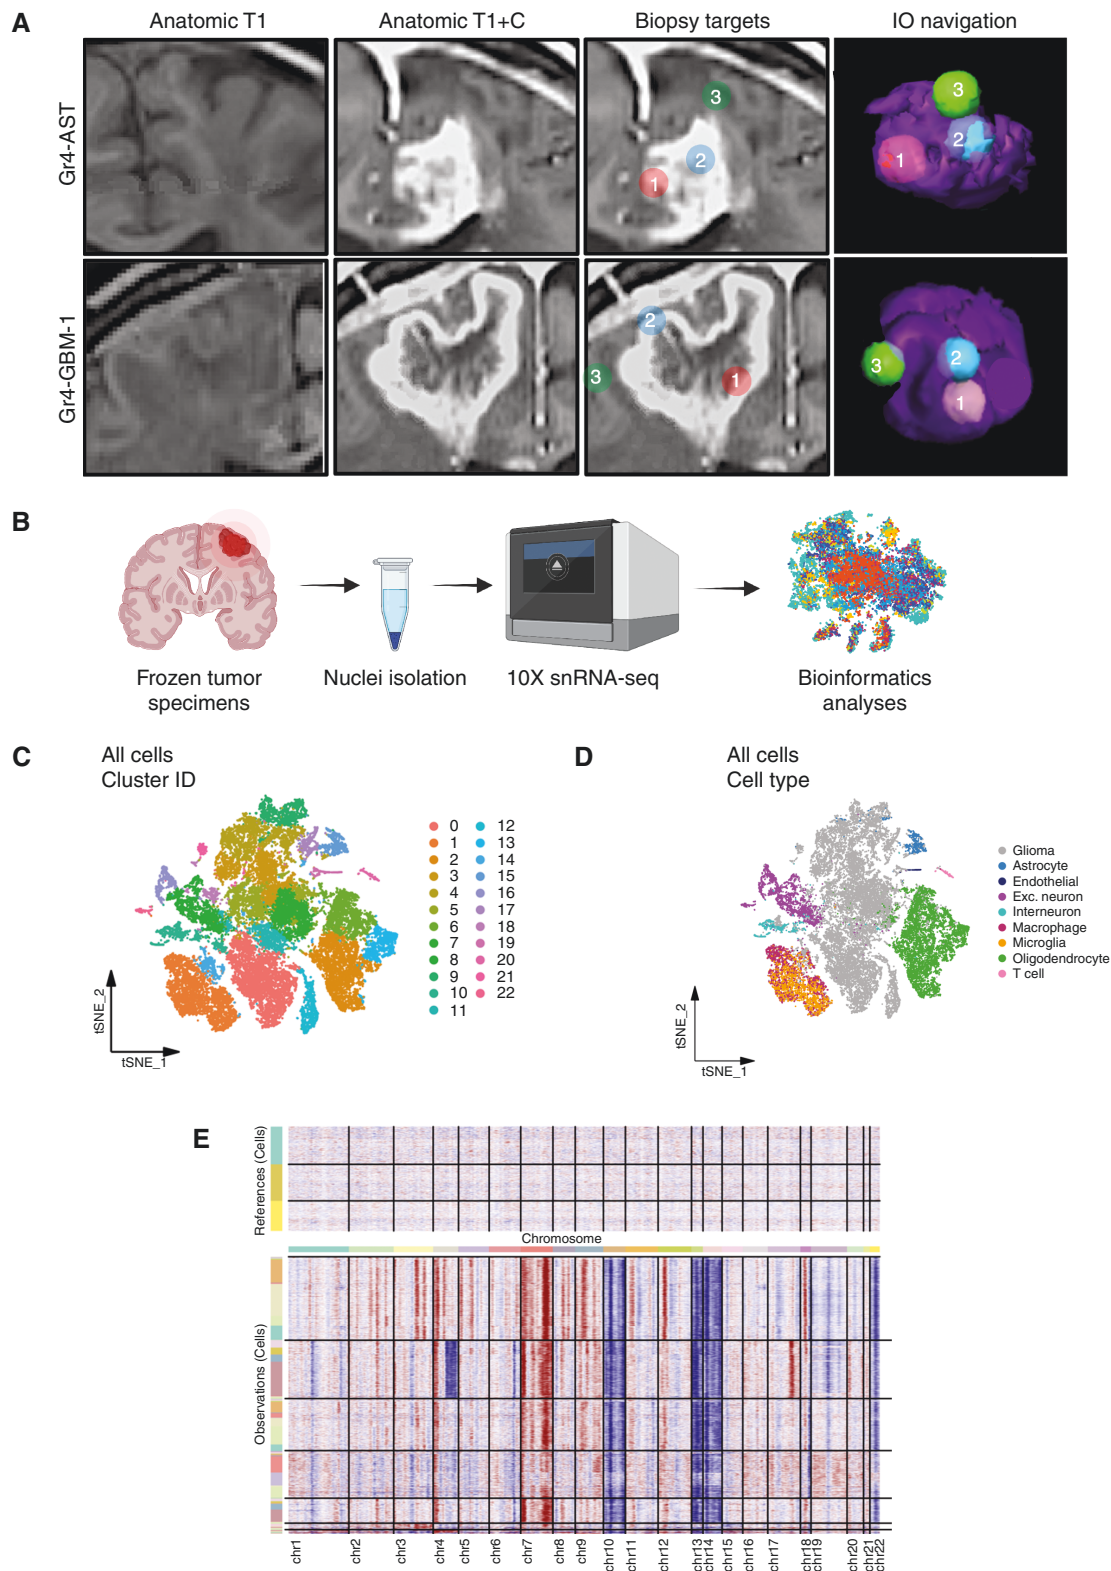 A
Anatomic T1
Anatomic T1+C
Biopsy targets
IO navigation
Gr4-AST
3
2
1
3
2
1
Gr4-GBM-1
2
3
1
3
2
1
B
Frozen tumor
specimens
Nuclei isolation
10X snRNA-seq
Bioinformatics
analyses
C
All cells
Cluster ID
0
1
2
3
4
5
6
7
8
9
10
11
12
13
14
15
16
17
18
19
20
21
22
tSNE_2
tSNE_1
D
All cells
Cell type
Glioma
Astrocyte
Endothelial
Exc. neuron
Interneuron
Macrophage
Microglia
Oligodendrocyte
T cell
tSNE_2
tSNE_1
E
References (Cells)
Chromosome
Observations (Cells)
chr1
chr2
chr3
chr4
chr5
chr6
chr7
chr8
chr9
chr10
chr11
chr12
chr13
chr14
chr15
chr16
chr17
chr18
chr19
chr20
chr21
chr22